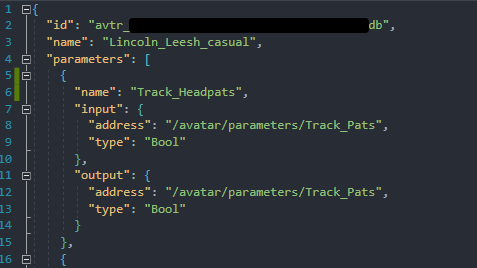 1 {
2 "id": "avtr_ db",
3 "name": "Lincoln_Leesh_casual",
4 "parameters": [
5 {
6 "name": "Track_Headpats",
7 "input": {
8 "address": "/avatar/parameters/Track_Pats",
9 "type": "Bool"
10 },
11 "output": {
12 "address": "/avatar/parameters/Track_Pats",
13 "type": "Bool"
14 }
15 },
16 {